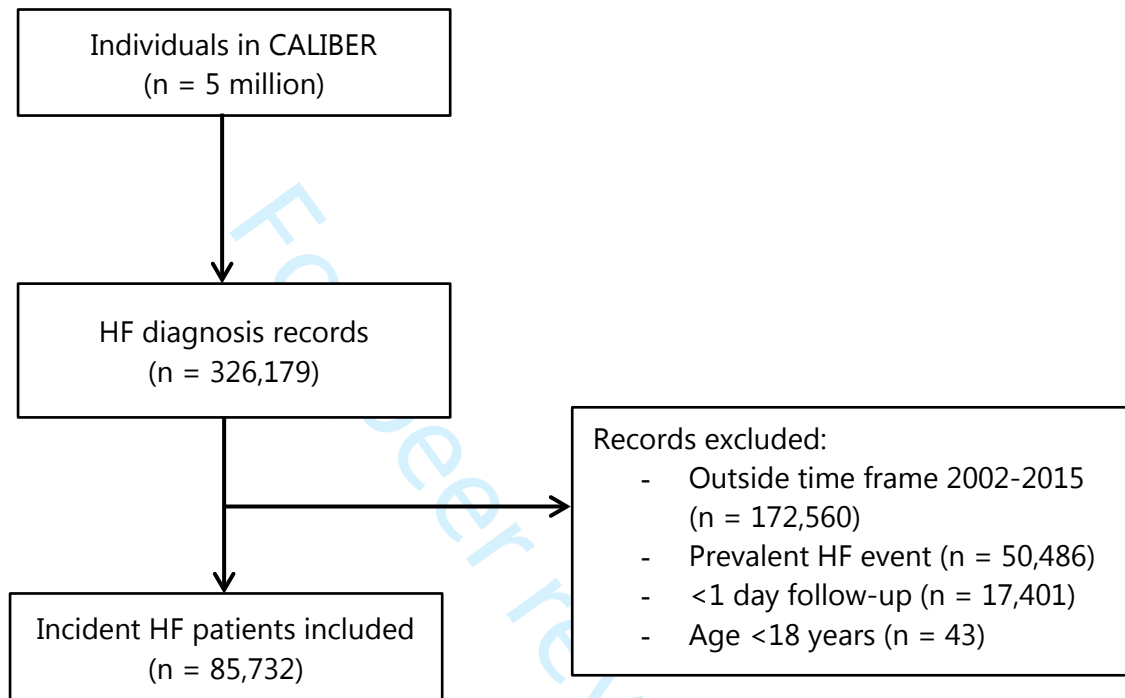 Individuals in CALIBER
(n = 5 million)
HF diagnosis records
(n = 326,179)
Records excluded:
- Outside time frame 2002-2015
(n = 172,560)
- Prevalent HF event (n = 50,486)
- <1 day follow-up (n = 17,401)
- Age <18 years (n = 43)
Incident HF patients included
(n = 85,732)